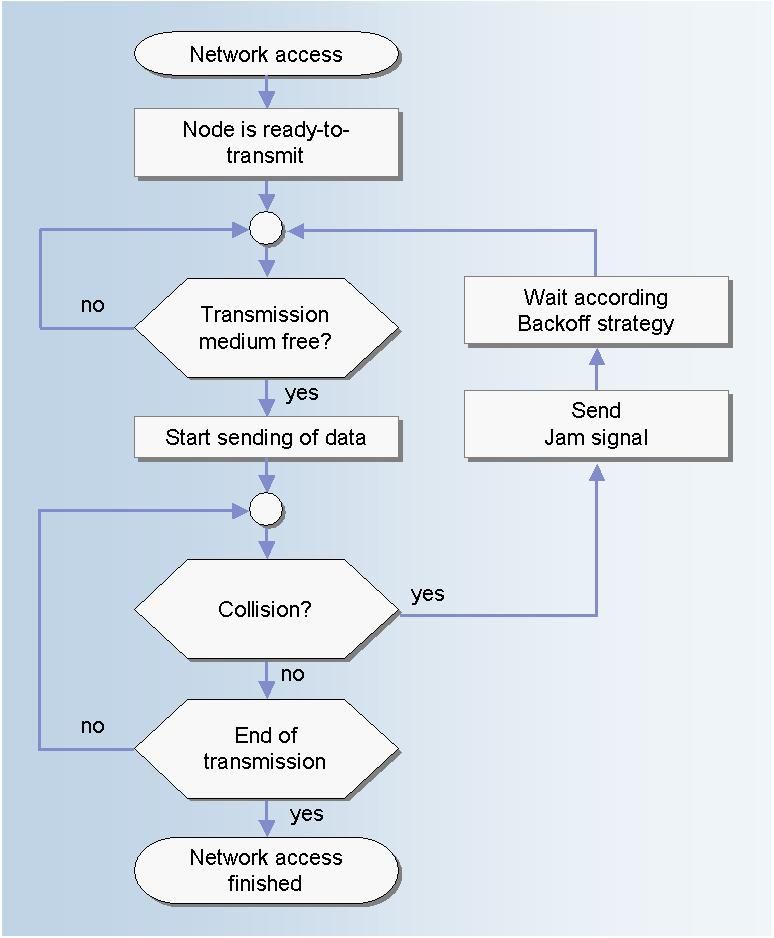 Network access
Node is ready-to-
transmit
no
Transmission
medium free?
Wait according
Backoff strategy
yes
Send
Jam signal
Start sending of data
Collision?
yes
no
no
End of
transmission
yes
Network access
finished